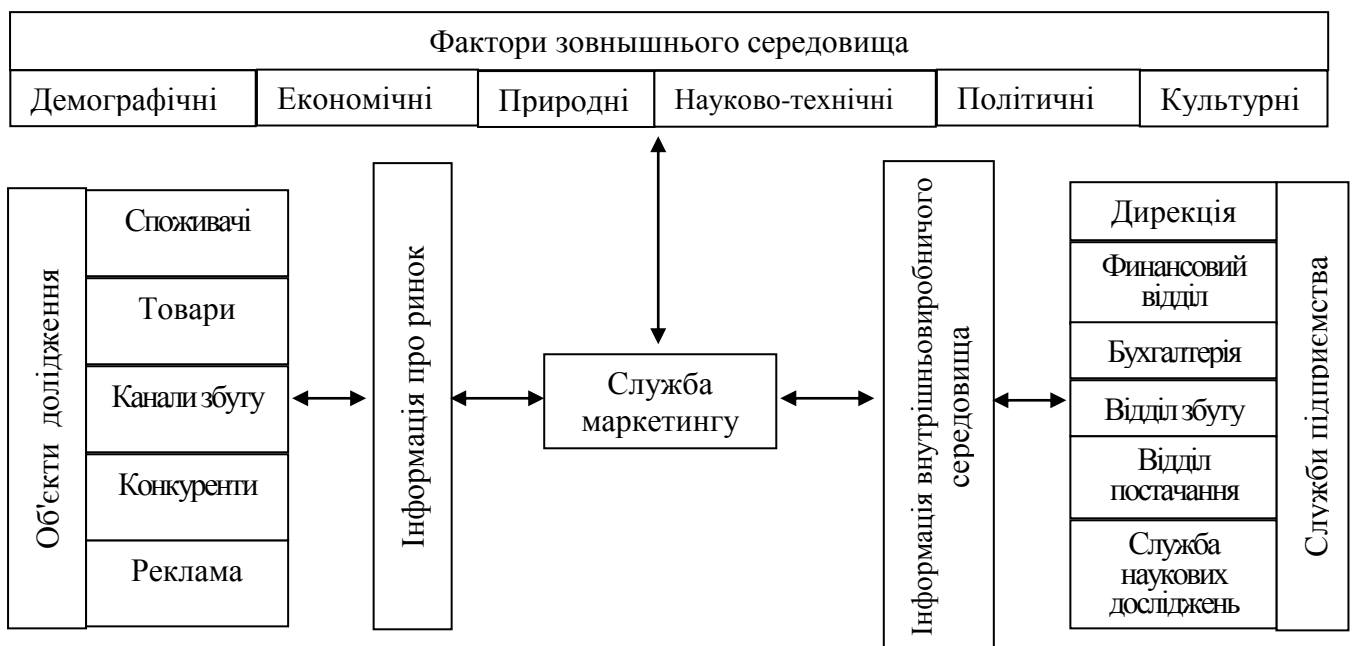 Фактори зовнышнього середовища
Демографічні
Економічні
Природні
Науково-технічні
Політичні
Культурні
Об'єкти долідження
Споживачі
Товари
Канали збуту
Конкуренти
Реклама
Інформація про ринок
Служба
маркетингу
Інформація внутрішньовиробничого
середовища
Дирекція
Финансовий
відділ
Бухгалтерія
Відділ збуту
Відділ
постачання
Служба
наукових
досліджень
Служби підприємства